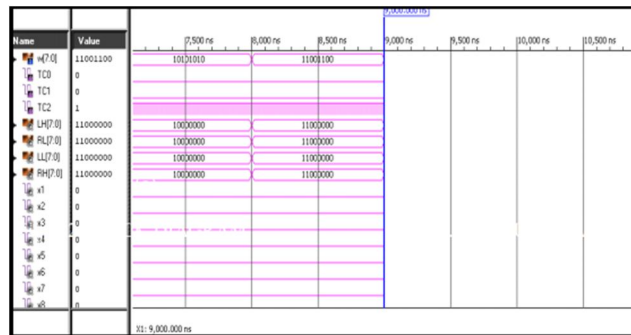 9,000.000 ns
Name Value 7,500 ns 8,000 ns 8,500 ns 9,000 ns 9,500 ns 10,000 ns 10,500 ns 10,800
w[7:0] 11001100 10101010 11001100
TC0 0
TC1 0
TC2 1
LH[7:0] 11000000 10000000 11000000
RL[7:0] 11000000 10000000 11000000
LL[7:0] 11000000 10000000 11000000
RH[7:0] 11000000 10000000 11000000
x1 0
x2 0
x3 0
x4 0
x5 0
x6 0
x7 0
x8 0
X1: 9,000.000 ns